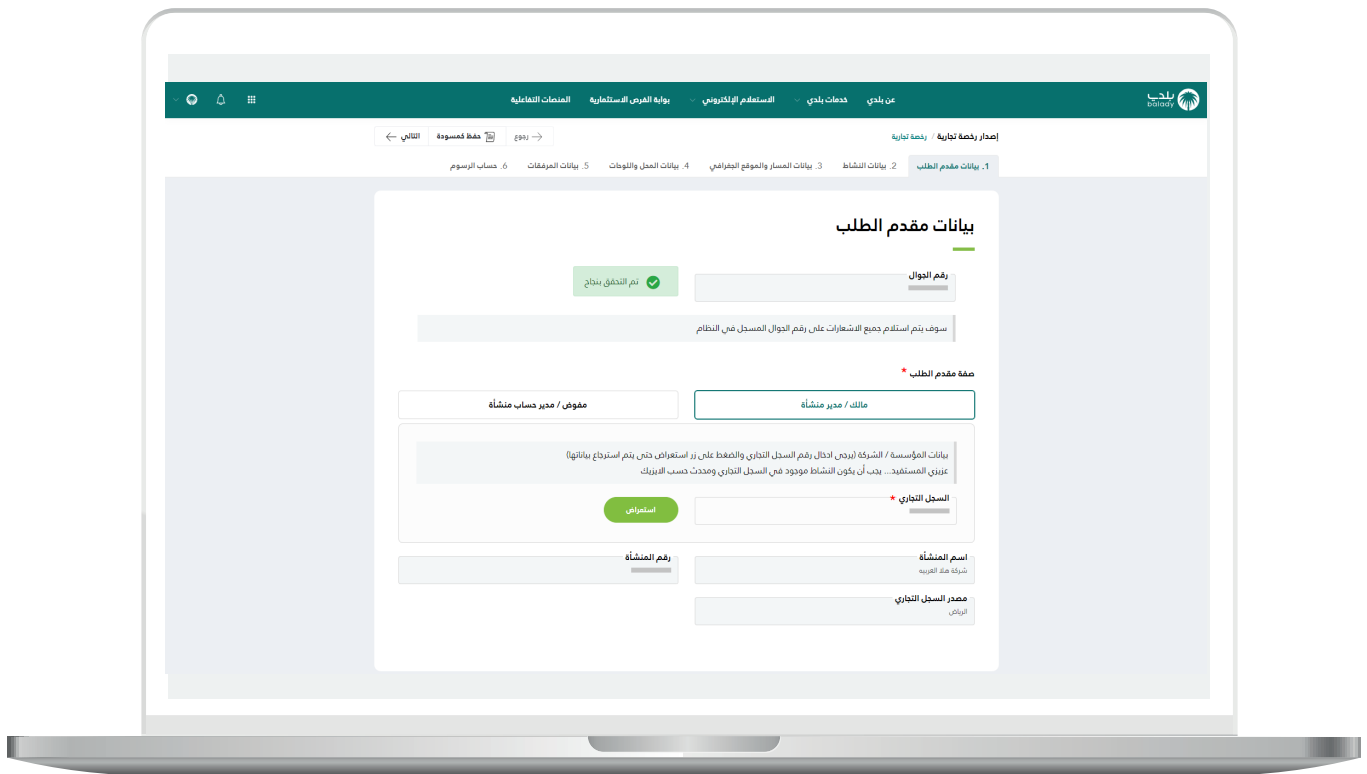 بلدي
balady
عن بلدي
خدمات بلدي
الاستعلام الإلكتروني
بوابة الفرص الاستثمارية
المنصات التفاعلية
إصدار رخصة تجارية / رخصة تجارية
رجوع
حفظ كمسودة
التالي
1. بيانات مقدم الطلب
2. بيانات النشاط
3. بيانات المسار والموقع الجغرافي
4. بيانات المحل واللوحات
5. بيانات المرفقات
6. حساب الرسوم
بيانات مقدم الطلب
رقم الجوال
تم التحقق بنجاح
سوف يتم استلام جميع الاشعارات على رقم الجوال المسجل في النظام
صفة مقدم الطلب *
مالك / مدير منشأة
مفوض / مدير حساب منشأة
بيانات المؤسسة / الشركة (يرجى ادخال رقم السجل التجاري والضغط على زر استعراض حتى يتم استرجاع بياناتها)
عزيزي المستفيد... يجب أن يكون النشاط موجود في السجل التجاري ومحدث حسب الايزيك
السجل التجاري *
استعراض
اسم المنشأة
شركة هلا العربيه
رقم المنشأة
مصدر السجل التجاري
الرياض